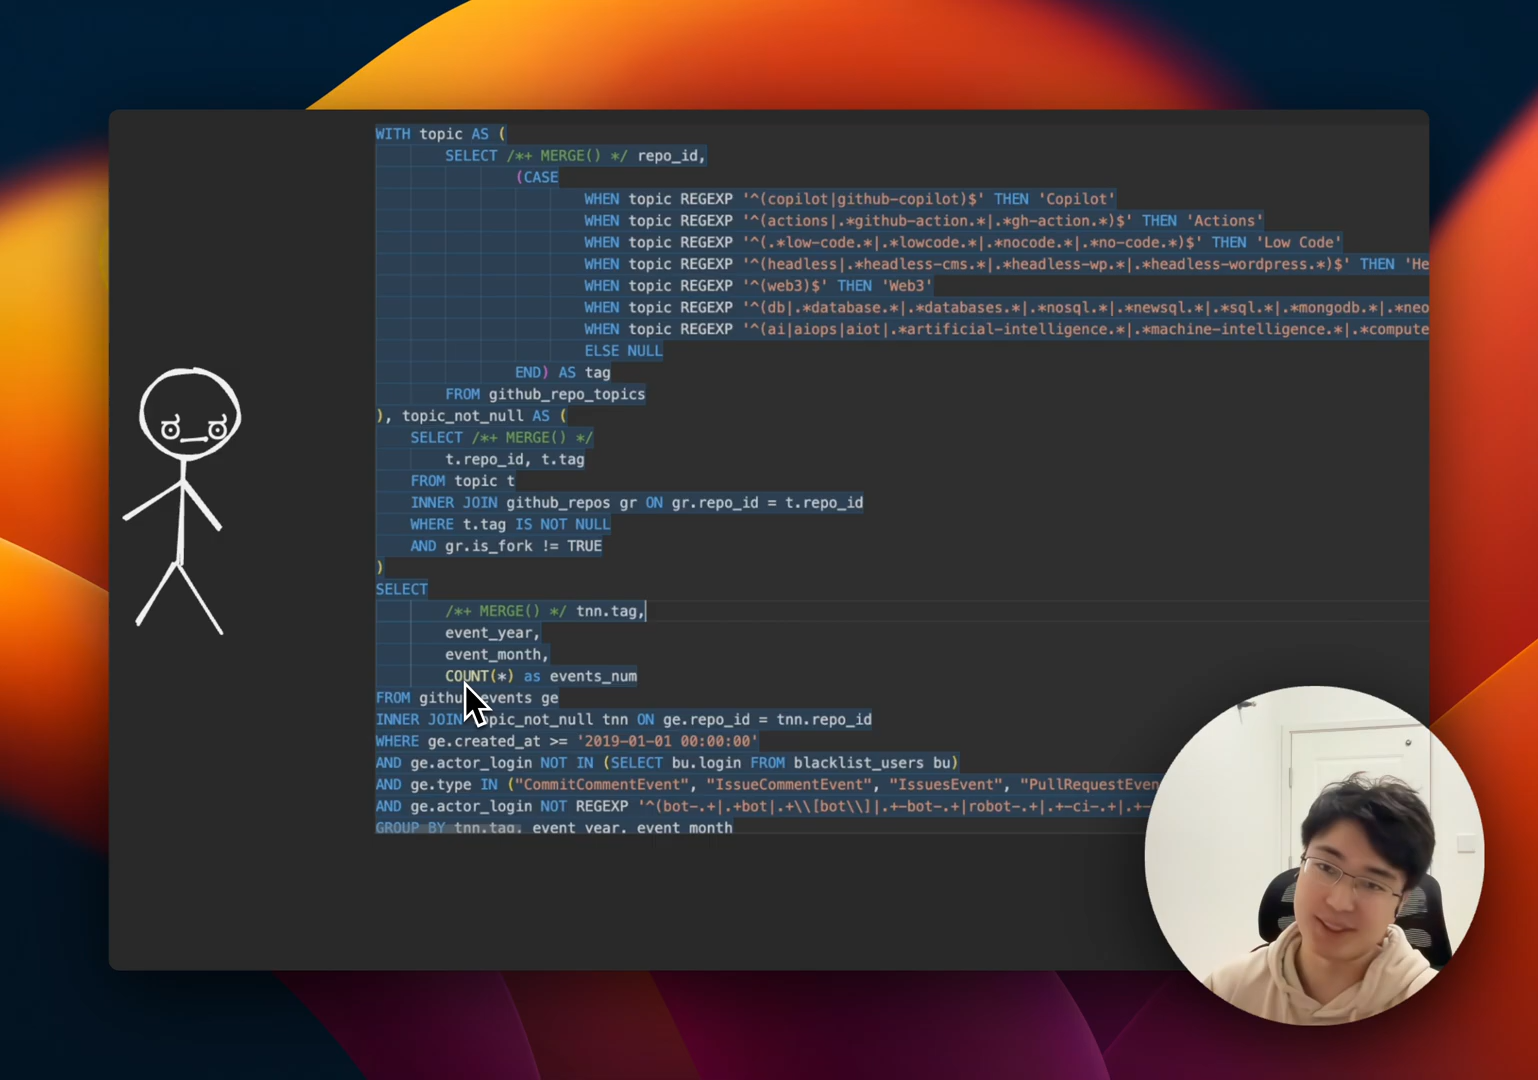 WITH topic AS (
SELECT /*+ MERGE() */ repo_id,
(CASE
WHEN topic REGEXP '^(copilot|github-copilot)$' THEN 'Copilot'
WHEN topic REGEXP '^(actions|.*github-action.*|.*gh-action.*)$' THEN 'Actions'
WHEN topic REGEXP '^(.*low-code.*|.*lowcode.*|.*nocode.*|.*no-code.*)$' THEN 'Low Code'
WHEN topic REGEXP '^(headless|.*headless-cms.*|.*headless-wp.*|.*headless-wordpress.*)$' THEN 'He
WHEN topic REGEXP '^(web3)$' THEN 'Web3'
WHEN topic REGEXP '^(db|.*database.*|.*databases.*|.*nosql.*|.*newsql.*|.*sql.*|.*mongodb.*|.*neo
WHEN topic REGEXP '^(ai|aiops|aiot|.*artificial-intelligence.*|.*machine-intelligence.*|.*compute
ELSE NULL
END) AS tag
FROM github_repo_topics
), topic_not_null AS (
SELECT /*+ MERGE() */
t.repo_id, t.tag
FROM topic t
INNER JOIN github_repos gr ON gr.repo_id = t.repo_id
WHERE t.tag IS NOT NULL
AND gr.is_fork != TRUE
)
SELECT
/*+ MERGE() */ tnn.tag,
event_year,
event_month,
COUNT(*) as events_num
FROM githu events ge
INNER JOIN opic_not_null tnn ON ge.repo_id = tnn.repo_id
WHERE ge.created_at >= '2019-01-01 00:00:00'
AND ge.actor_login NOT IN (SELECT bu.login FROM blacklist_users bu)
AND ge.type IN ("CommitCommentEvent", "IssueCommentEvent", "IssuesEvent", "PullRequestEven
AND ge.actor_login NOT REGEXP '^(bot-.+|.+bot|.+\\[bot\\]|.+-bot-.+|robot-.+|.+-ci-.+|.+-
GROUP BY tnn.tag, event_year, event_month